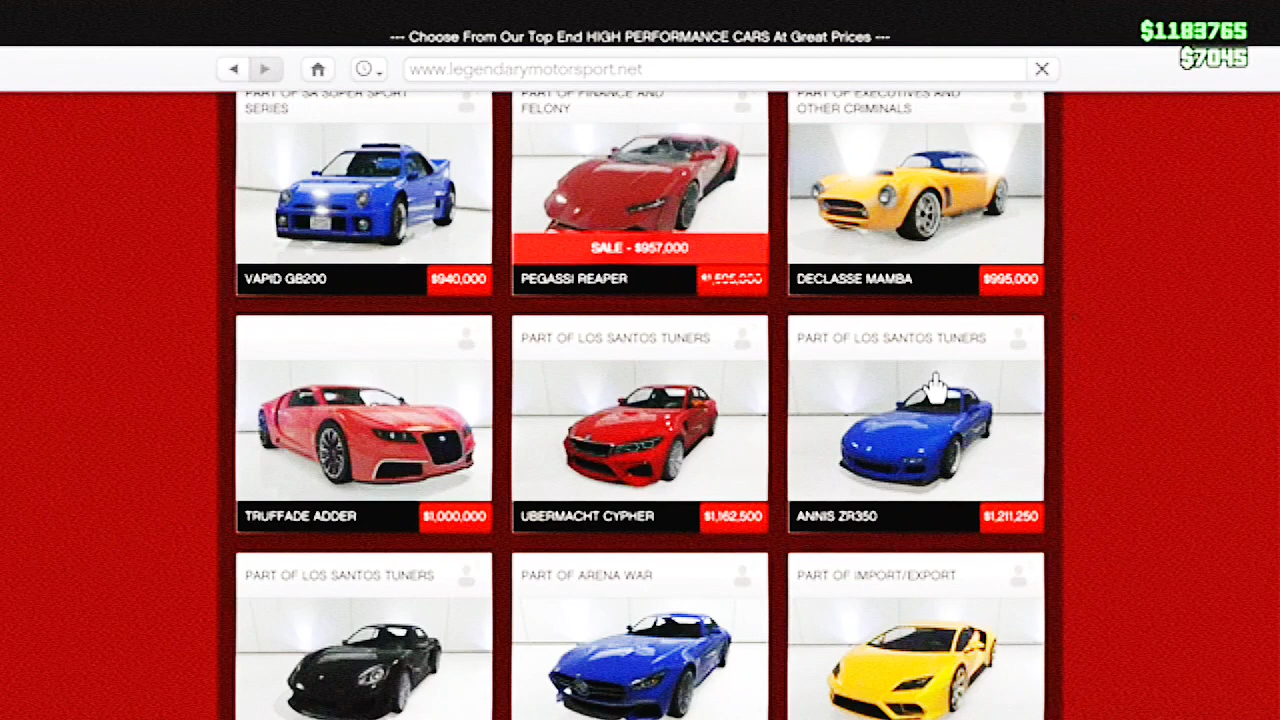 --- Choose From Our Top End HIGH PERFORMANCE CARS At Great Prices ---
$1183765
$7045
www.legendarymotorsport.net
PART OF SA SUPER SPORT
SERIES
PART OF FINANCE AND
FELONY
PART OF EXECUTIVES AND
OTHER CRIMINALS
SALE - $957,000
VAPID GB200
$940,000
PEGASSI REAPER
$1,595,000
DECLASSE MAMBA
$995,000
PART OF LOS SANTOS TUNERS
PART OF LOS SANTOS TUNERS
TRUFFADE ADDER
$1,000,000
UBERMACHT CYPHER
$1,162,500
ANNIS ZR350
$1,211,250
PART OF LOS SANTOS TUNERS
PART OF ARENA WAR
PART OF IMPORT/EXPORT